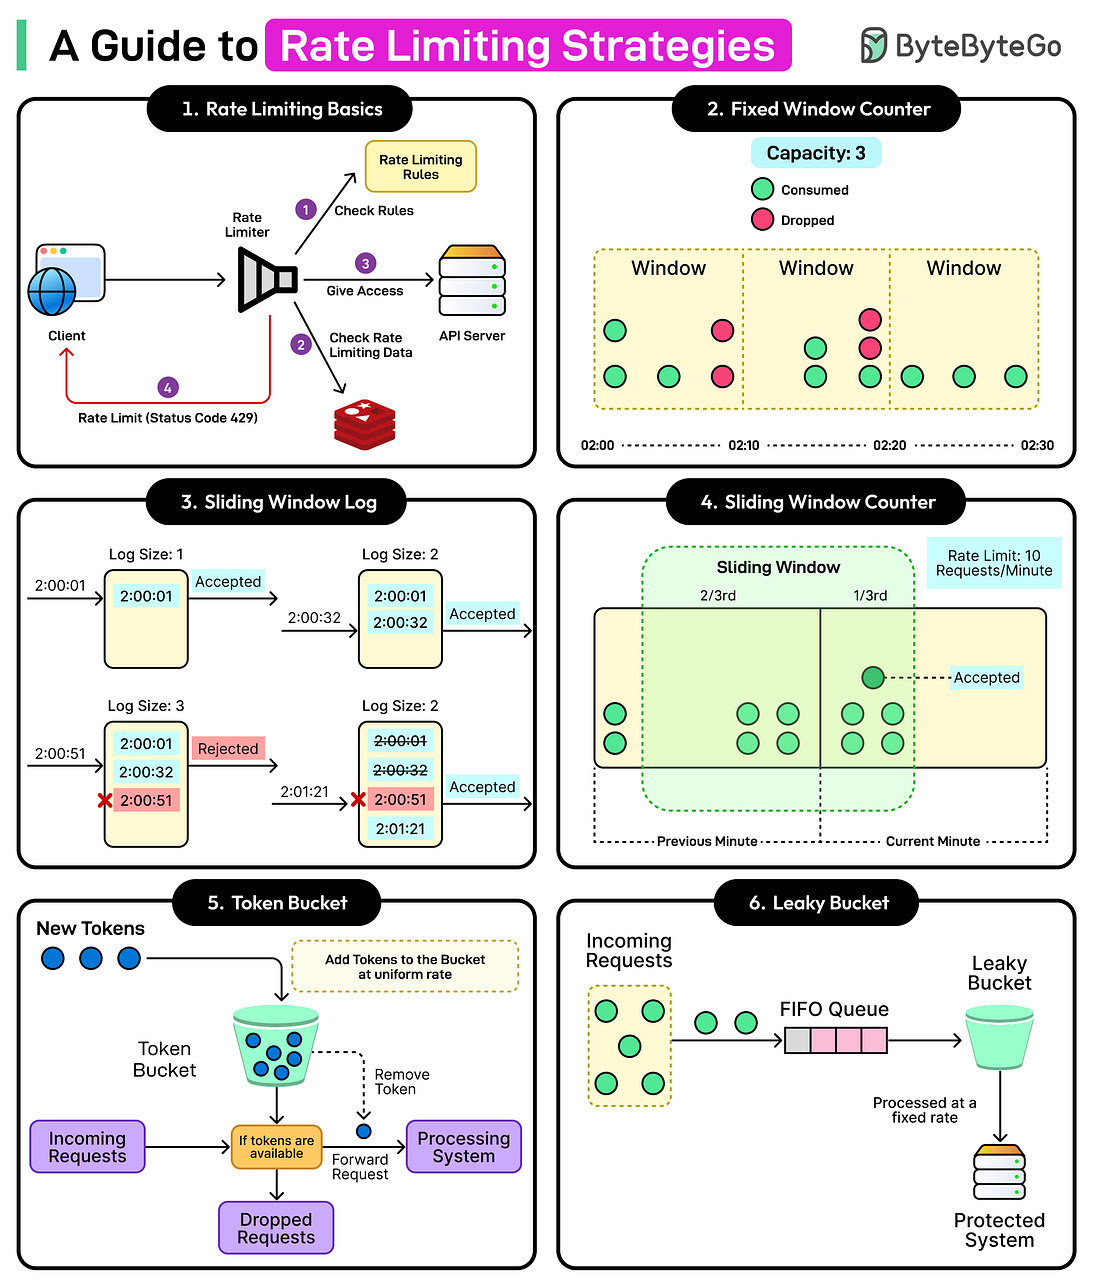 A Guide to Rate Limiting Strategies
ByteByteGo
1. Rate Limiting Basics
Rate Limiting
Rules
1
Check Rules
Rate
Limiter
3
Give Access
Client
API Server
2
Check Rate
Limiting Data
4
Rate Limit (Status Code 429)
2. Fixed Window Counter
Capacity: 3
Consumed
Dropped
Window
Window
Window
02:00
02:10
02:20
02:30
3. Sliding Window Log
Log Size: 1
2:00:01
2:00:01
Accepted
Log Size: 2
2:00:32
2:00:01
2:00:32
Accepted
Log Size: 3
2:00:51
2:00:01
2:00:32
2:00:51
Rejected
Log Size: 2
2:01:21
2:00:01
2:00:32
2:00:51
2:01:21
Accepted
4. Sliding Window Counter
Rate Limit: 10
Requests/Minute
Sliding Window
2/3rd
1/3rd
Accepted
Previous Minute
Current Minute
5. Token Bucket
New Tokens
Add Tokens to the Bucket
at uniform rate
Token
Bucket
Remove
Token
Incoming
Requests
If tokens are
available
Forward
Request
Processing
System
Dropped
Requests
6. Leaky Bucket
Incoming
Requests
FIFO Queue
Leaky
Bucket
Processed at a
fixed rate
Protected
System